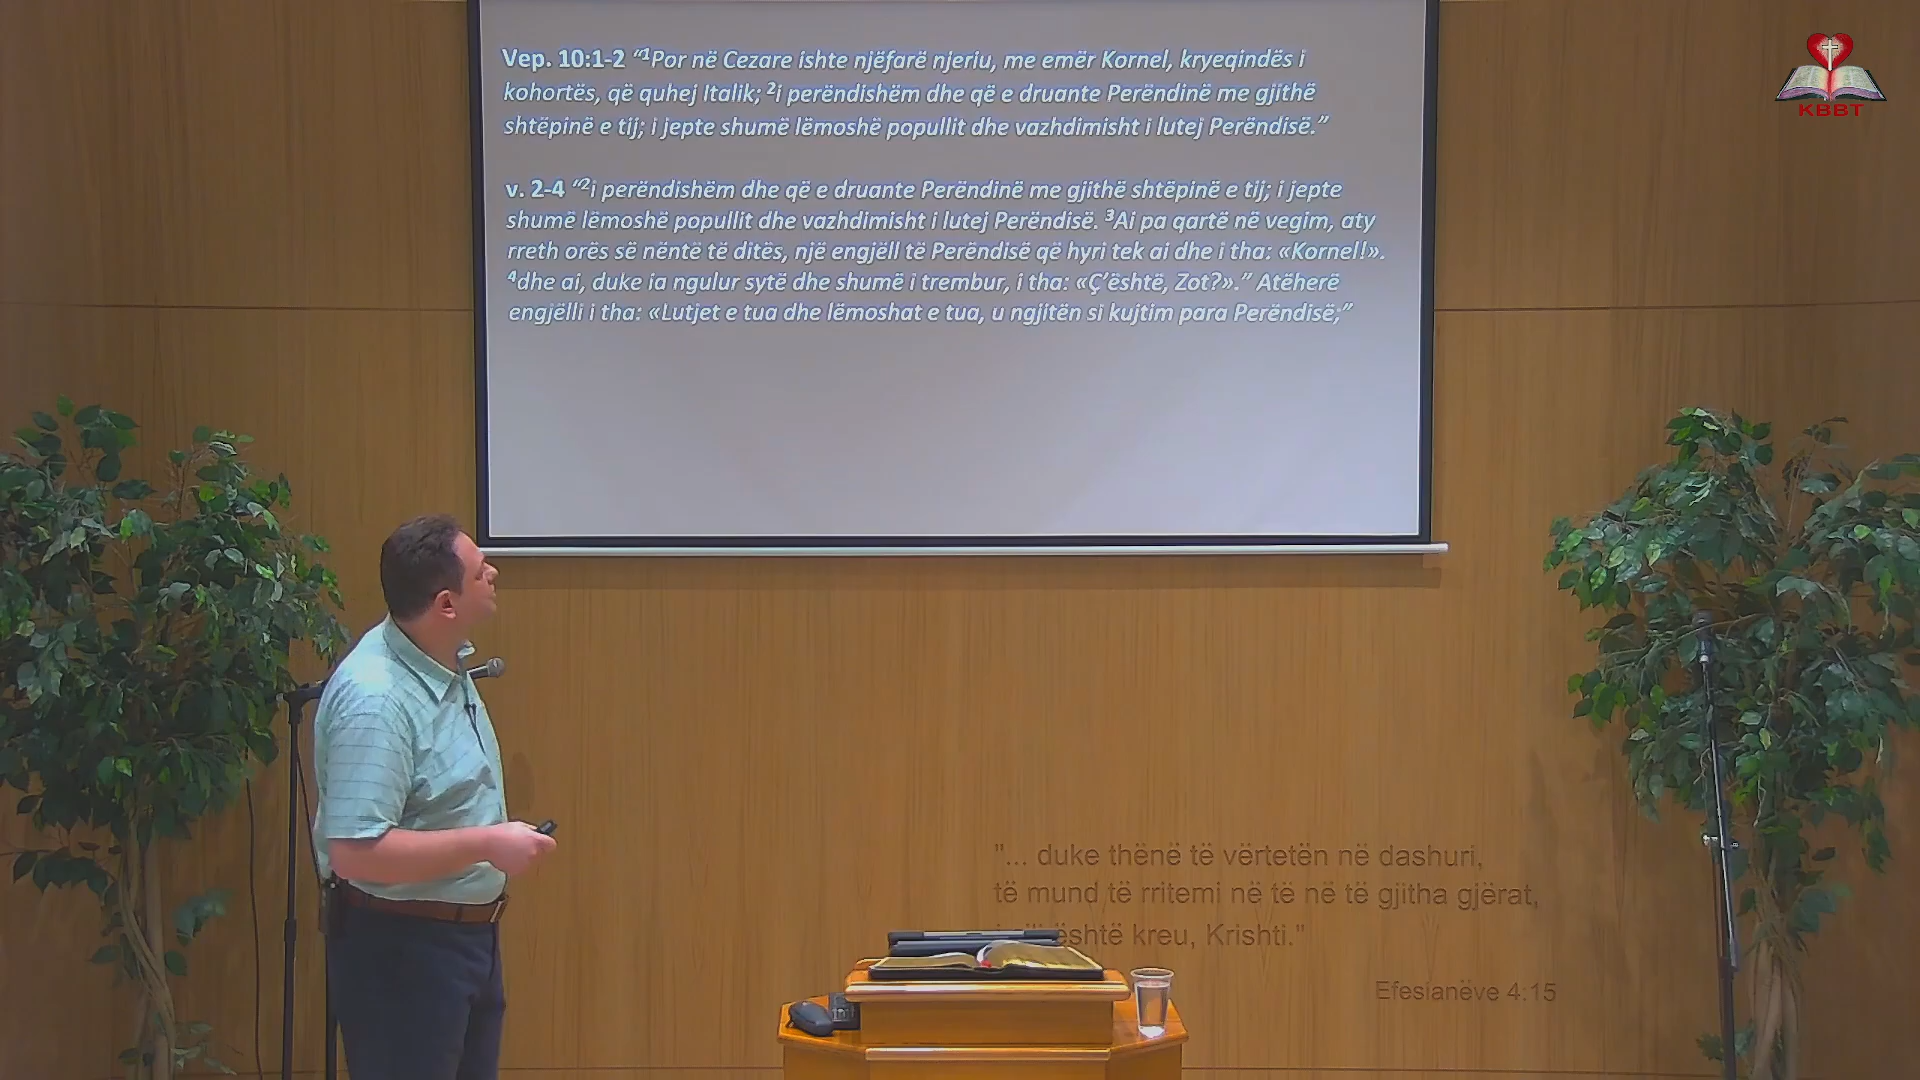 Vep. 10:1-2 “¹Por në Cezare ishte njëfarë njeriu, me emër Kornel, kryeqindës i
kohortës, që quhej Italik; ²i perëndishëm dhe që e druante Perëndinë me gjithë
shtëpinë e tij; i jepte shumë lëmoshë popullit dhe vazhdimisht i lutej Perëndisë.”
v. 2-4 “²i perëndishëm dhe që e druante Perëndinë me gjithë shtëpinë e tij; i jepte
shumë lëmoshë popullit dhe vazhdimisht i lutej Perëndisë. ³Ai pa qartë në vegim, aty
rreth orës së nëntë të ditës, një engjëll të Perëndisë që hyri tek ai dhe i tha: «Kornel!».
⁴dhe ai, duke ia ngulur sytë dhe shumë i trembur, i tha: «Ç’është, Zot?».” Atëherë
engjëlli i tha: «Lutjet e tua dhe lëmoshat e tua, u ngjitën si kujtim para Perëndisë;”
KBBT
"... duke thënë të vërtetën në dashuri,
të mund të rritemi në të në të gjitha gjërat,
është kreu, Krishti."
Efesianëve 4:15